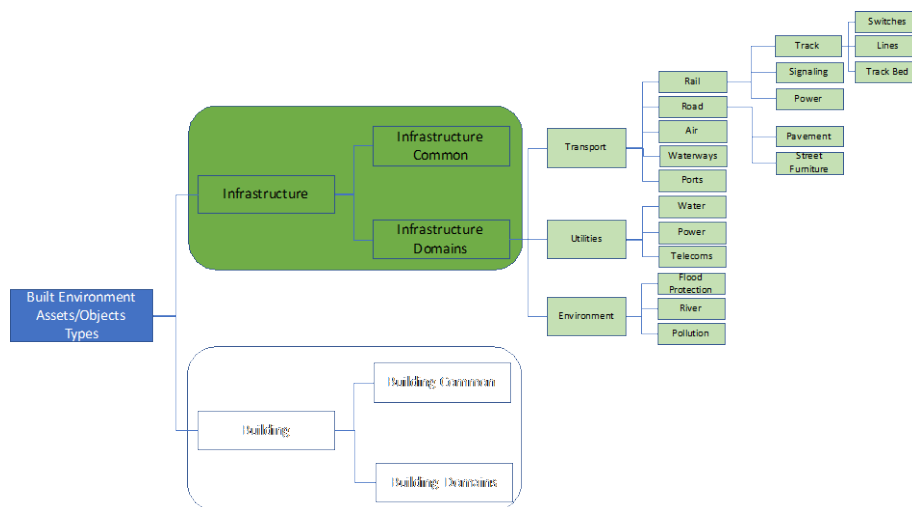 Switches
Track
Lines
Rail
Signaling
Track Bed
Road
Power
Infrastructure
Common
Air
Pavement
Transport
Waterways
Street
Furniture
Ports
Infrastructure
Water
Infrastructure
Domains
Utilities
Power
Telecoms
Flood
Protection
Built Environment
Assets/Objects
Types
Environment
River
Pollution
Building Common
Building
Building Domains